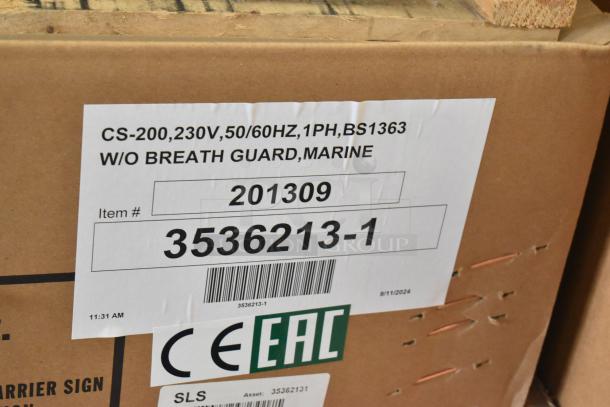 CS-200,230V,50/60HZ,1PH,BS1363
W/O BREATH GUARD,MARINE
201309
Item #
3536213-1
GROUP
3536213-1
11:31 AM
9/11/2024
CE EAC
ARRIER SIGN
SLS
Asset: 35362131